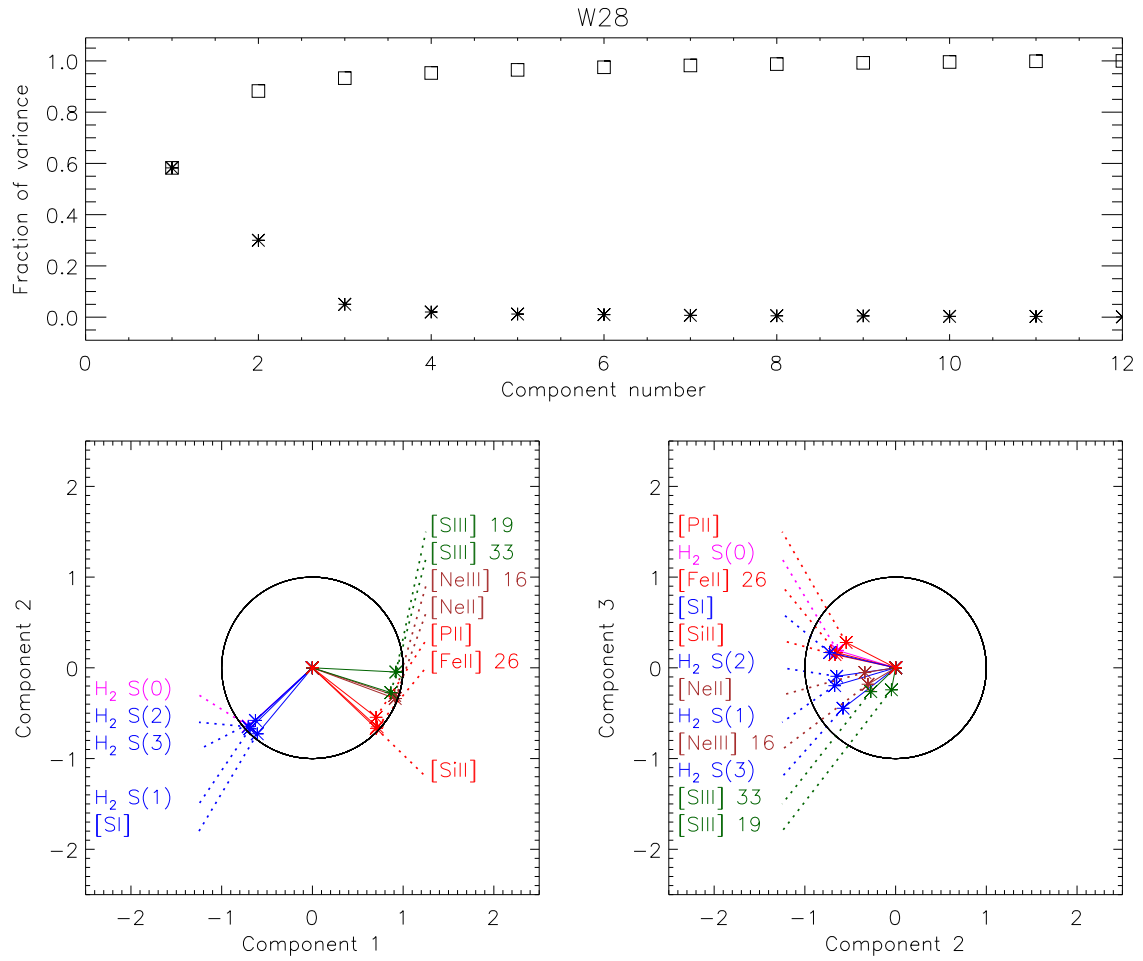 W28
Fraction of variance
1.0
0.8
0.6
0.4
0.2
0.0
0 2 4 6 8 10 12
Component number
Component 2
2
1
0
−1
−2
[SIII] 19
[SIII] 33
[NeIII] 16
[NeII]
[PII]
[FeII] 26
H₂ S(0)
H₂ S(2)
H₂ S(3)
[SiII]
H₂ S(1)
[SI]
−2 −1 0 1 2
Component 1
Component 3
2
1
0
−1
−2
[PII]
H₂ S(0)
[FeII] 26
[SI]
[SiII]
H₂ S(2)
[NeII]
H₂ S(1)
[NeIII] 16
H₂ S(3)
[SIII] 33
[SIII] 19
−2 −1 0 1 2
Component 2